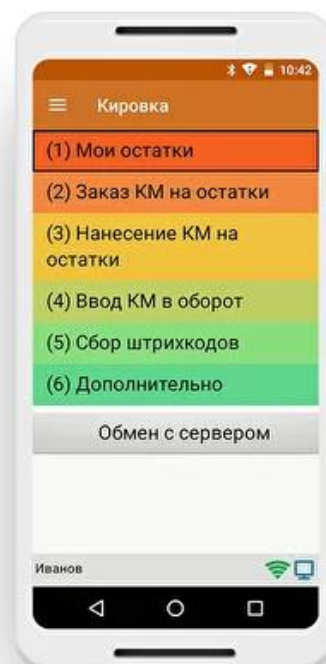 10:42
Кировка
(1) Мои остатки
(2) Заказ КМ на остатки
(3) Нанесение КМ на
остатки
(4) Ввод КМ в оборот
(5) Сбор штрихкодов
(6) Дополнительно
Обмен с сервером
Иванов